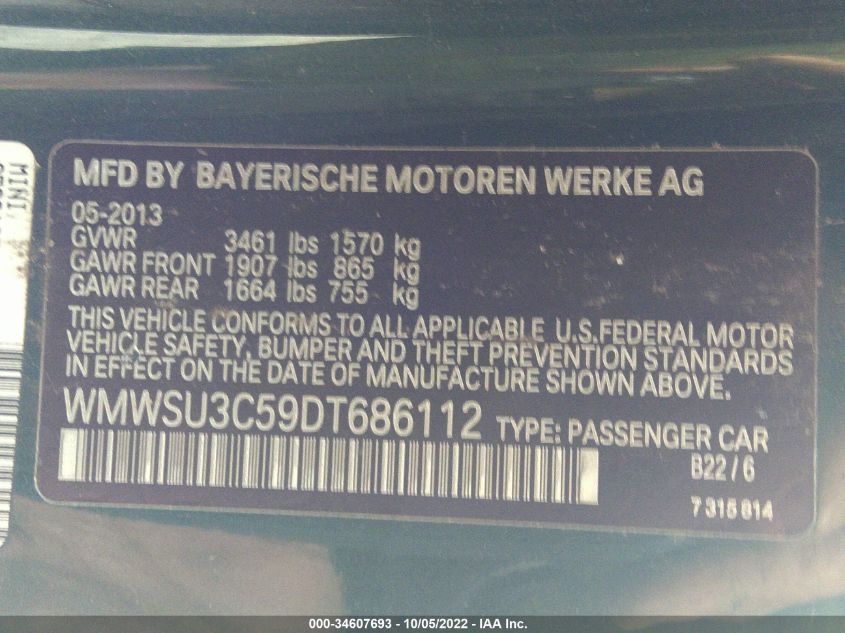 MFD BY BAYERISCHE MOTOREN WERKE AG
05-2013
GVWR 3461 lbs 1570 kg
GAWR FRONT 1907 lbs 865 kg
GAWR REAR 1664 lbs 755 kg
THIS VEHICLE CONFORMS TO ALL APPLICABLE U.S.FEDERAL MOTOR
VEHICLE SAFETY, BUMPER AND THEFT PREVENTION STANDARDS
IN EFFECT ON THE DATE OF MANUFACTURE SHOWN ABOVE.
WMWSU3C59DT686112 TYPE: PASSENGER CAR
B22/6
7 315 814
MINI
000-34607693 - 10/05/2022 - IAA Inc.